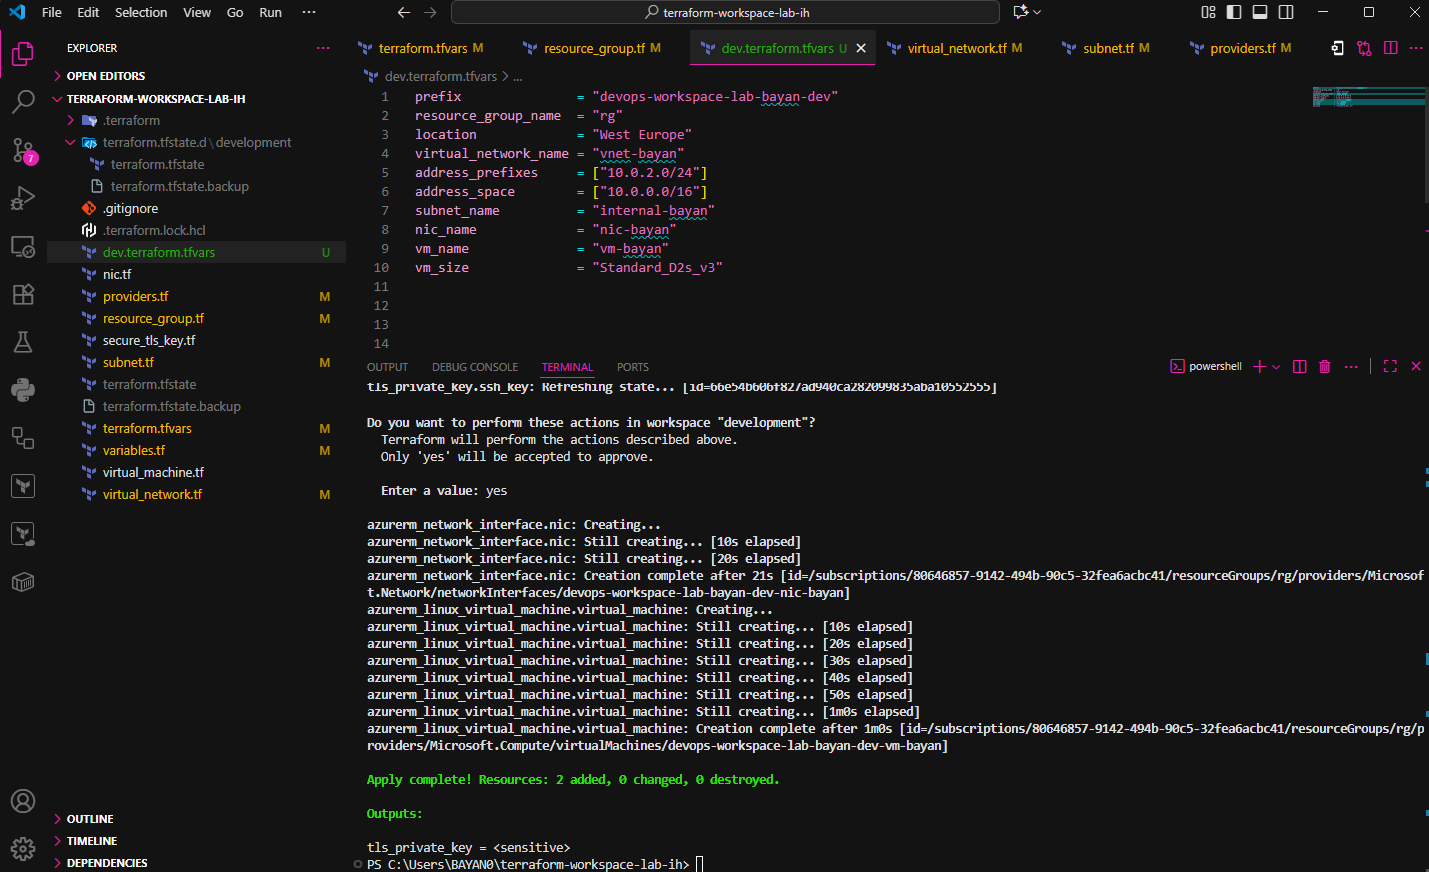 File Edit Selection View Go Run ··· terraform-workspace-lab-ih
EXPLORER ···
OPEN EDITORS
TERRAFORM-WORKSPACE-LAB-IH
.terraform
terraform.tfstate.d \ development
terraform.tfstate
terraform.tfstate.backup
.gitignore
.terraform.lock.hcl
dev.terraform.tfvars U
nic.tf
providers.tf M
resource_group.tf M
secure_tls_key.tf
subnet.tf M
terraform.tfstate
terraform.tfstate.backup
terraform.tfvars M
variables.tf M
virtual_machine.tf
virtual_network.tf M
OUTLINE
TIMELINE
DEPENDENCIES
7
terraform.tfvars M resource_group.tf M dev.terraform.tfvars U virtual_network.tf M subnet.tf M providers.tf M ···
dev.terraform.tfvars > ...
1 prefix = "devops-workspace-lab-bayan-dev"
2 resource_group_name = "rg"
3 location = "West Europe"
4 virtual_network_name = "vnet-bayan"
5 address_prefixes = ["10.0.2.0/24"]
6 address_space = ["10.0.0.0/16"]
7 subnet_name = "internal-bayan"
8 nic_name = "nic-bayan"
9 vm_name = "vm-bayan"
10 vm_size = "Standard_D2s_v3"
11
12
13
14
OUTPUT DEBUG CONSOLE TERMINAL PORTS powershell ···
tls_private_key.ssh_key: Refreshing state... [id=66e54b606f827ad940ca282099835aba10552555]
Do you want to perform these actions in workspace "development"?
Terraform will perform the actions described above.
Only 'yes' will be accepted to approve.
Enter a value: yes
azurerm_network_interface.nic: Creating...
azurerm_network_interface.nic: Still creating... [10s elapsed]
azurerm_network_interface.nic: Still creating... [20s elapsed]
azurerm_network_interface.nic: Creation complete after 21s [id=/subscriptions/80646857-9142-494b-90c5-32fea6acbc41/resourceGroups/rg/providers/Microsof
t.Network/networkInterfaces/devops-workspace-lab-bayan-dev-nic-bayan]
azurerm_linux_virtual_machine.virtual_machine: Creating...
azurerm_linux_virtual_machine.virtual_machine: Still creating... [10s elapsed]
azurerm_linux_virtual_machine.virtual_machine: Still creating... [20s elapsed]
azurerm_linux_virtual_machine.virtual_machine: Still creating... [30s elapsed]
azurerm_linux_virtual_machine.virtual_machine: Still creating... [40s elapsed]
azurerm_linux_virtual_machine.virtual_machine: Still creating... [50s elapsed]
azurerm_linux_virtual_machine.virtual_machine: Still creating... [1m0s elapsed]
azurerm_linux_virtual_machine.virtual_machine: Creation complete after 1m0s [id=/subscriptions/80646857-9142-494b-90c5-32fea6acbc41/resourceGroups/rg/p
roviders/Microsoft.Compute/virtualMachines/devops-workspace-lab-bayan-dev-vm-bayan]
Apply complete! Resources: 2 added, 0 changed, 0 destroyed.
Outputs:
tls_private_key = <sensitive>
PS C:\Users\BAYAN0\terraform-workspace-lab-ih>